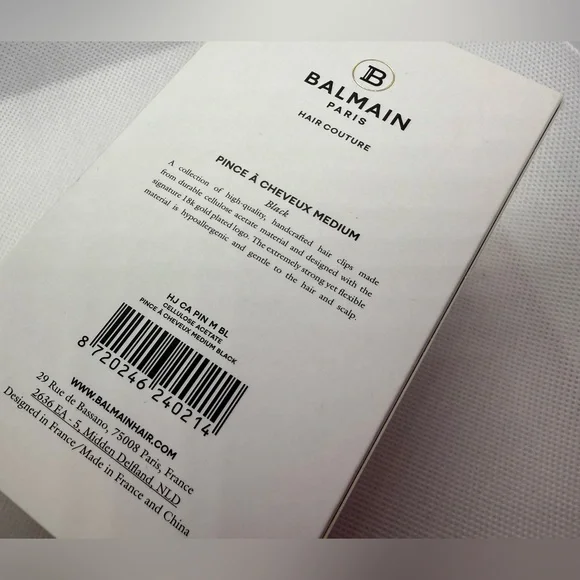 B
BALMAIN
PARIS
HAIR COUTURE
PINCE À CHEVEUX MEDIUM
Black
A collection of high-quality, handcrafted hair clips made
from durable cellulose acetate material and designed with the
signature 18k gold plated logo. The extremely strong yet flexible
material is hypoallergenic and gentle to the hair and scalp.
HJ CA PIN M BL
CELLULOSE ACETATE
PINCE À CHEVEUX MEDIUM BLACK
8 720246 240214
WWW.BALMAINHAIR.COM
29 Rue de Bassano, 75008 Paris, France
2636 EA - 5, Midden Delfland, NLD
Designed in France/Made in France and China